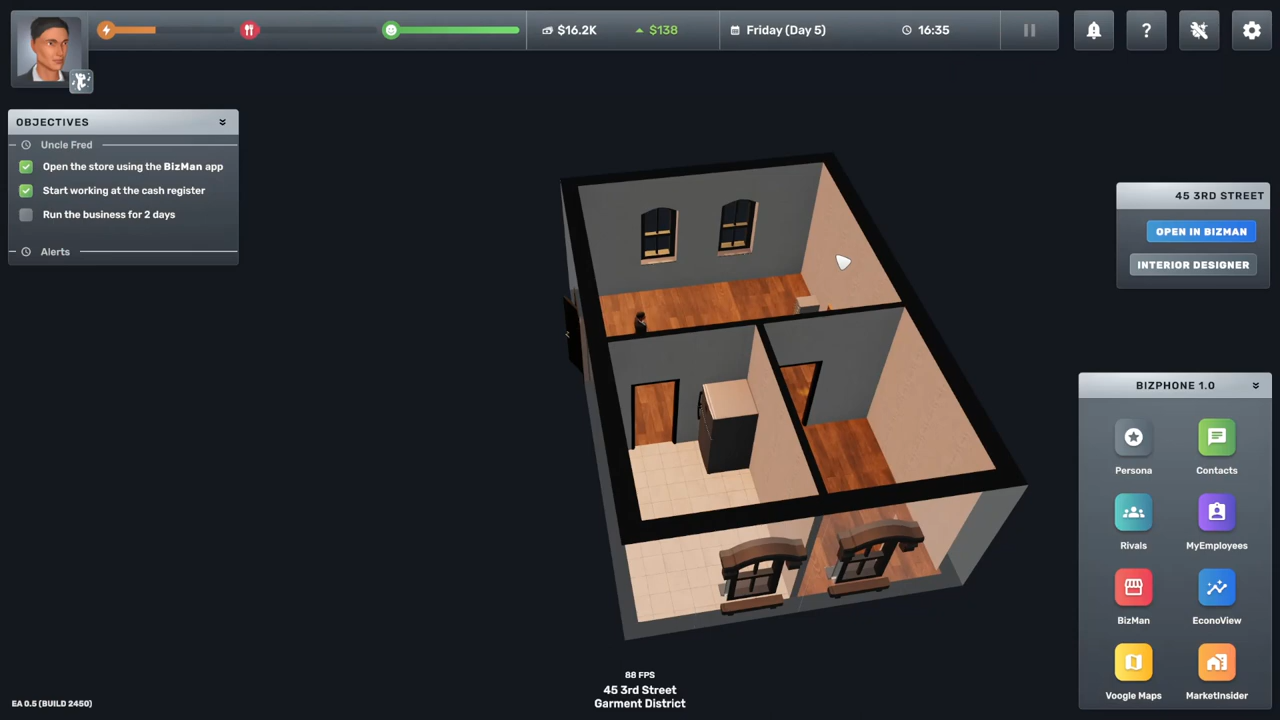 $16.2K
$138
Friday (Day 5)
16:35
?
OBJECTIVES
Uncle Fred
Open the store using the BizMan app
Start working at the cash register
Run the business for 2 days
Alerts
45 3RD STREET
OPEN IN BIZMAN
INTERIOR DESIGNER
BIZPHONE 1.0
Persona
Contacts
Rivals
MyEmployees
BizMan
EconoView
Voogle Maps
MarketInsider
88 FPS
45 3rd Street
Garment District
EA 0.5 (BUILD 2450)